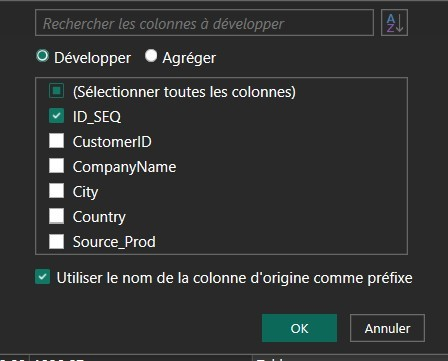 Rechercher les colonnes à développer
Développer Agréger
(Sélectionner toutes les colonnes)
ID_SEQ
CustomerID
CompanyName
City
Country
Source_Prod
Utiliser le nom de la colonne d'origine comme préfixe
OK Annuler